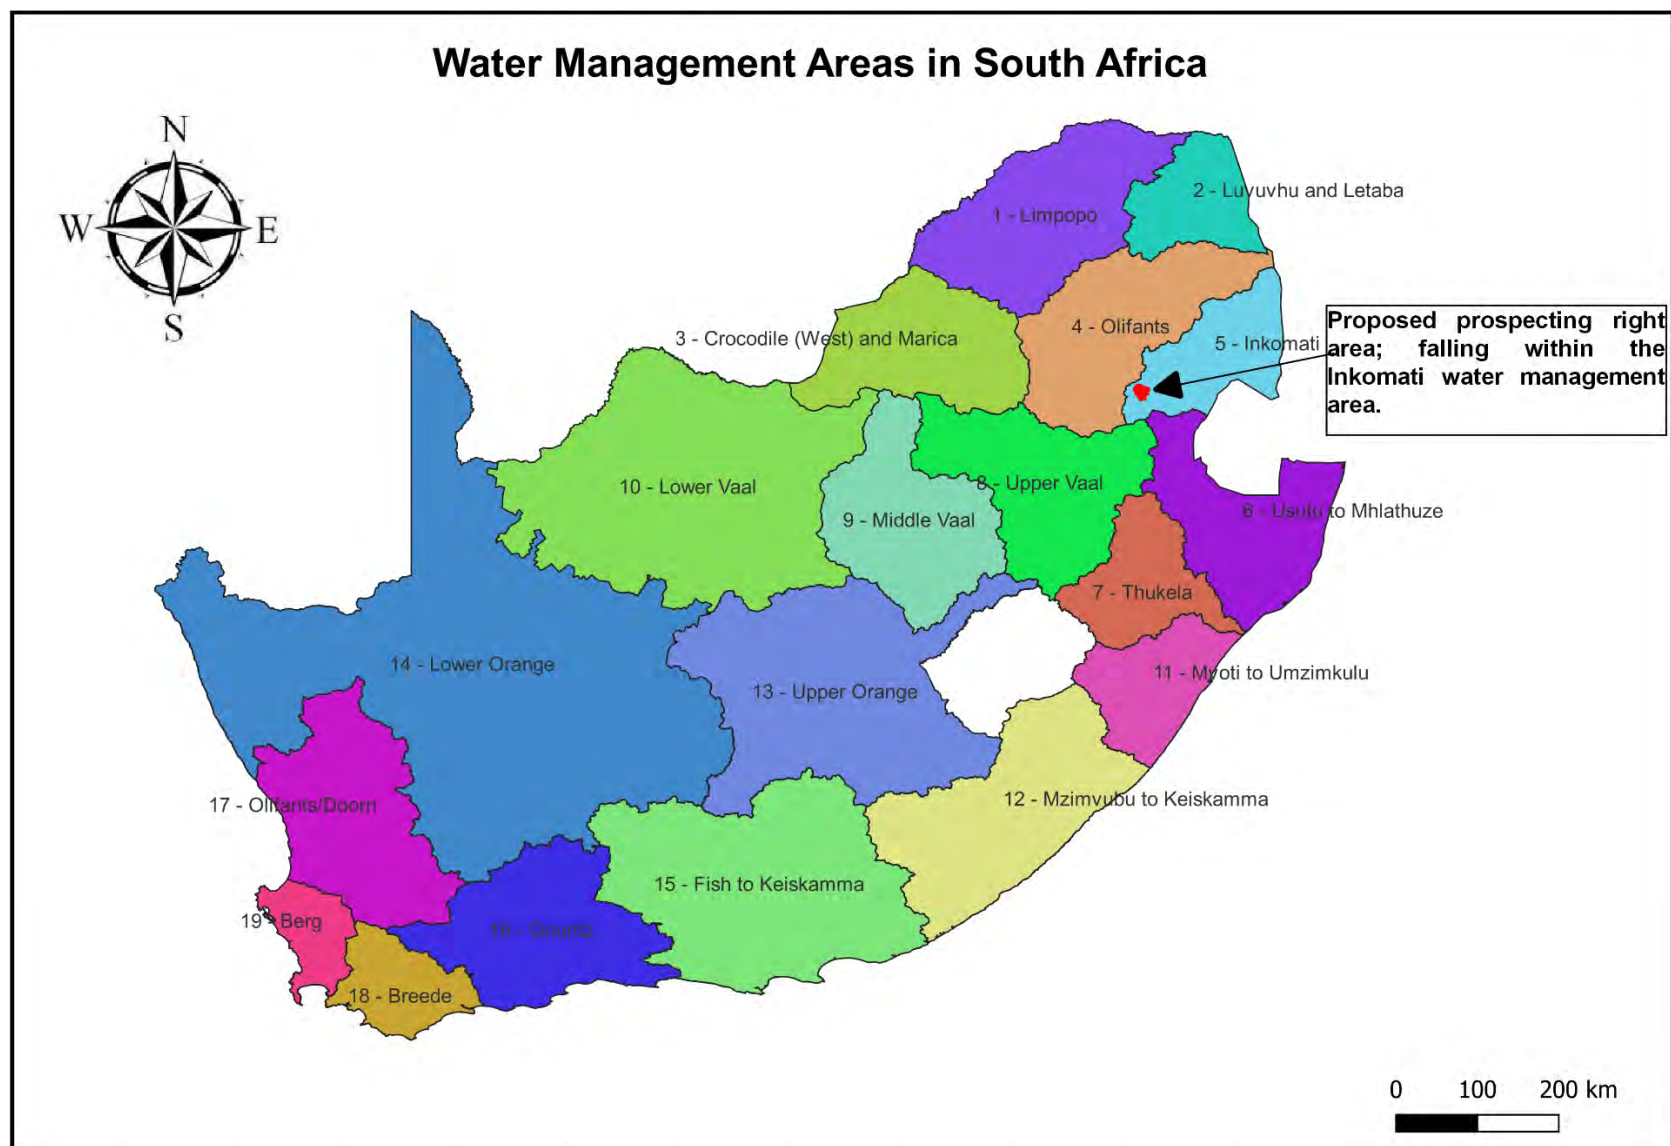 Water Management Areas in South Africa
N
W
E
S
2 - Luvuvhu and Letaba
1 - Limpopo
4 - Olifants
3 - Crocodile (West) and Marica
5 - Inkomati
Proposed prospecting right
area; falling within the
Inkomati water management
area.
10 - Lower Vaal
8 - Upper Vaal
9 - Middle Vaal
6 - Usutu to Mhlathuze
7 - Thukela
14 - Lower Orange
11 - Mvoti to Umzimkulu
13 - Upper Orange
12 - Mzimvubu to Keiskamma
17 - Olifants/Doorn
15 - Fish to Keiskamma
19 - Berg
16 - Gouritz
18 - Breede
0 100 200 km